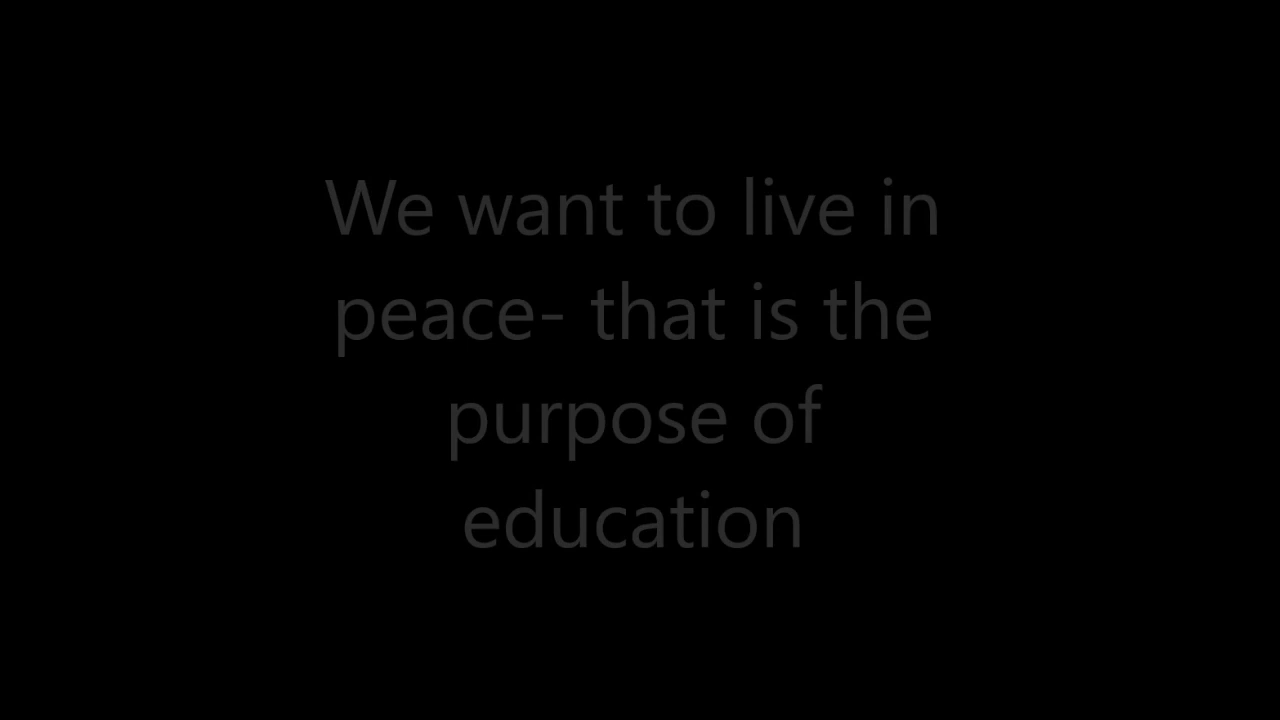 We want to live in
peace- that is the
purpose of
education